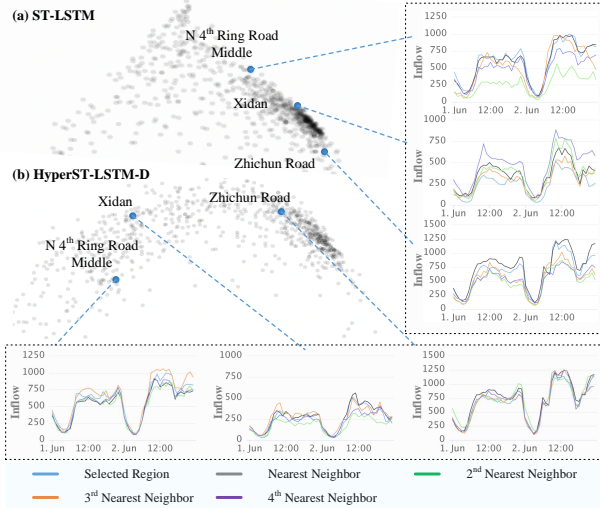 (a) ST-LSTM
N 4th Ring Road
Middle
Xidan
Zhichun Road
1250
1000
750
500
250
0
Inflow
1. Jun 12:00 2. Jun 12:00
1000
750
500
250
0
Inflow
1. Jun 12:00 2. Jun 12:00
1250
1000
750
500
250
0
Inflow
1. Jun 12:00 2. Jun 12:00
(b) HyperST-LSTM-D
Xidan
Zhichun Road
N 4th Ring Road
Middle
1250
1000
750
500
250
0
Inflow
1. Jun 12:00 2. Jun 12:00
1000
500
0
Inflow
1. Jun 12:00 2. Jun 12:00
1500
1250
1000
750
500
250
0
Inflow
1. Jun 12:00 2. Jun 12:00
Selected Region
Nearest Neighbor
2nd Nearest Neighbor
3rd Nearest Neighbor
4th Nearest Neighbor